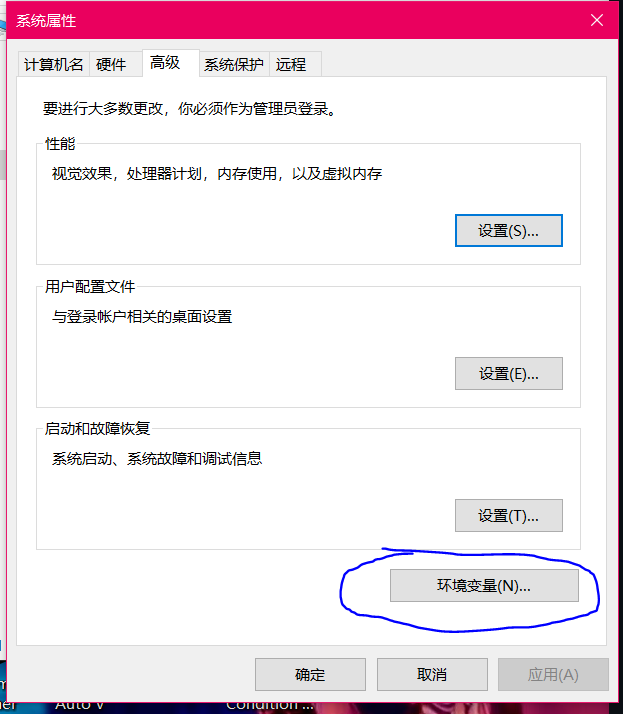 系统属性
计算机名 硬件 高级 系统保护 远程
要进行大多数更改，你必须作为管理员登录。
性能
视觉效果，处理器计划，内存使用，以及虚拟内存
设置(S)...
用户配置文件
与登录帐户相关的桌面设置
设置(E)...
启动和故障恢复
系统启动、系统故障和调试信息
设置(T)...
环境变量(N)...
确定 取消 应用(A)
Auto V Condition ...